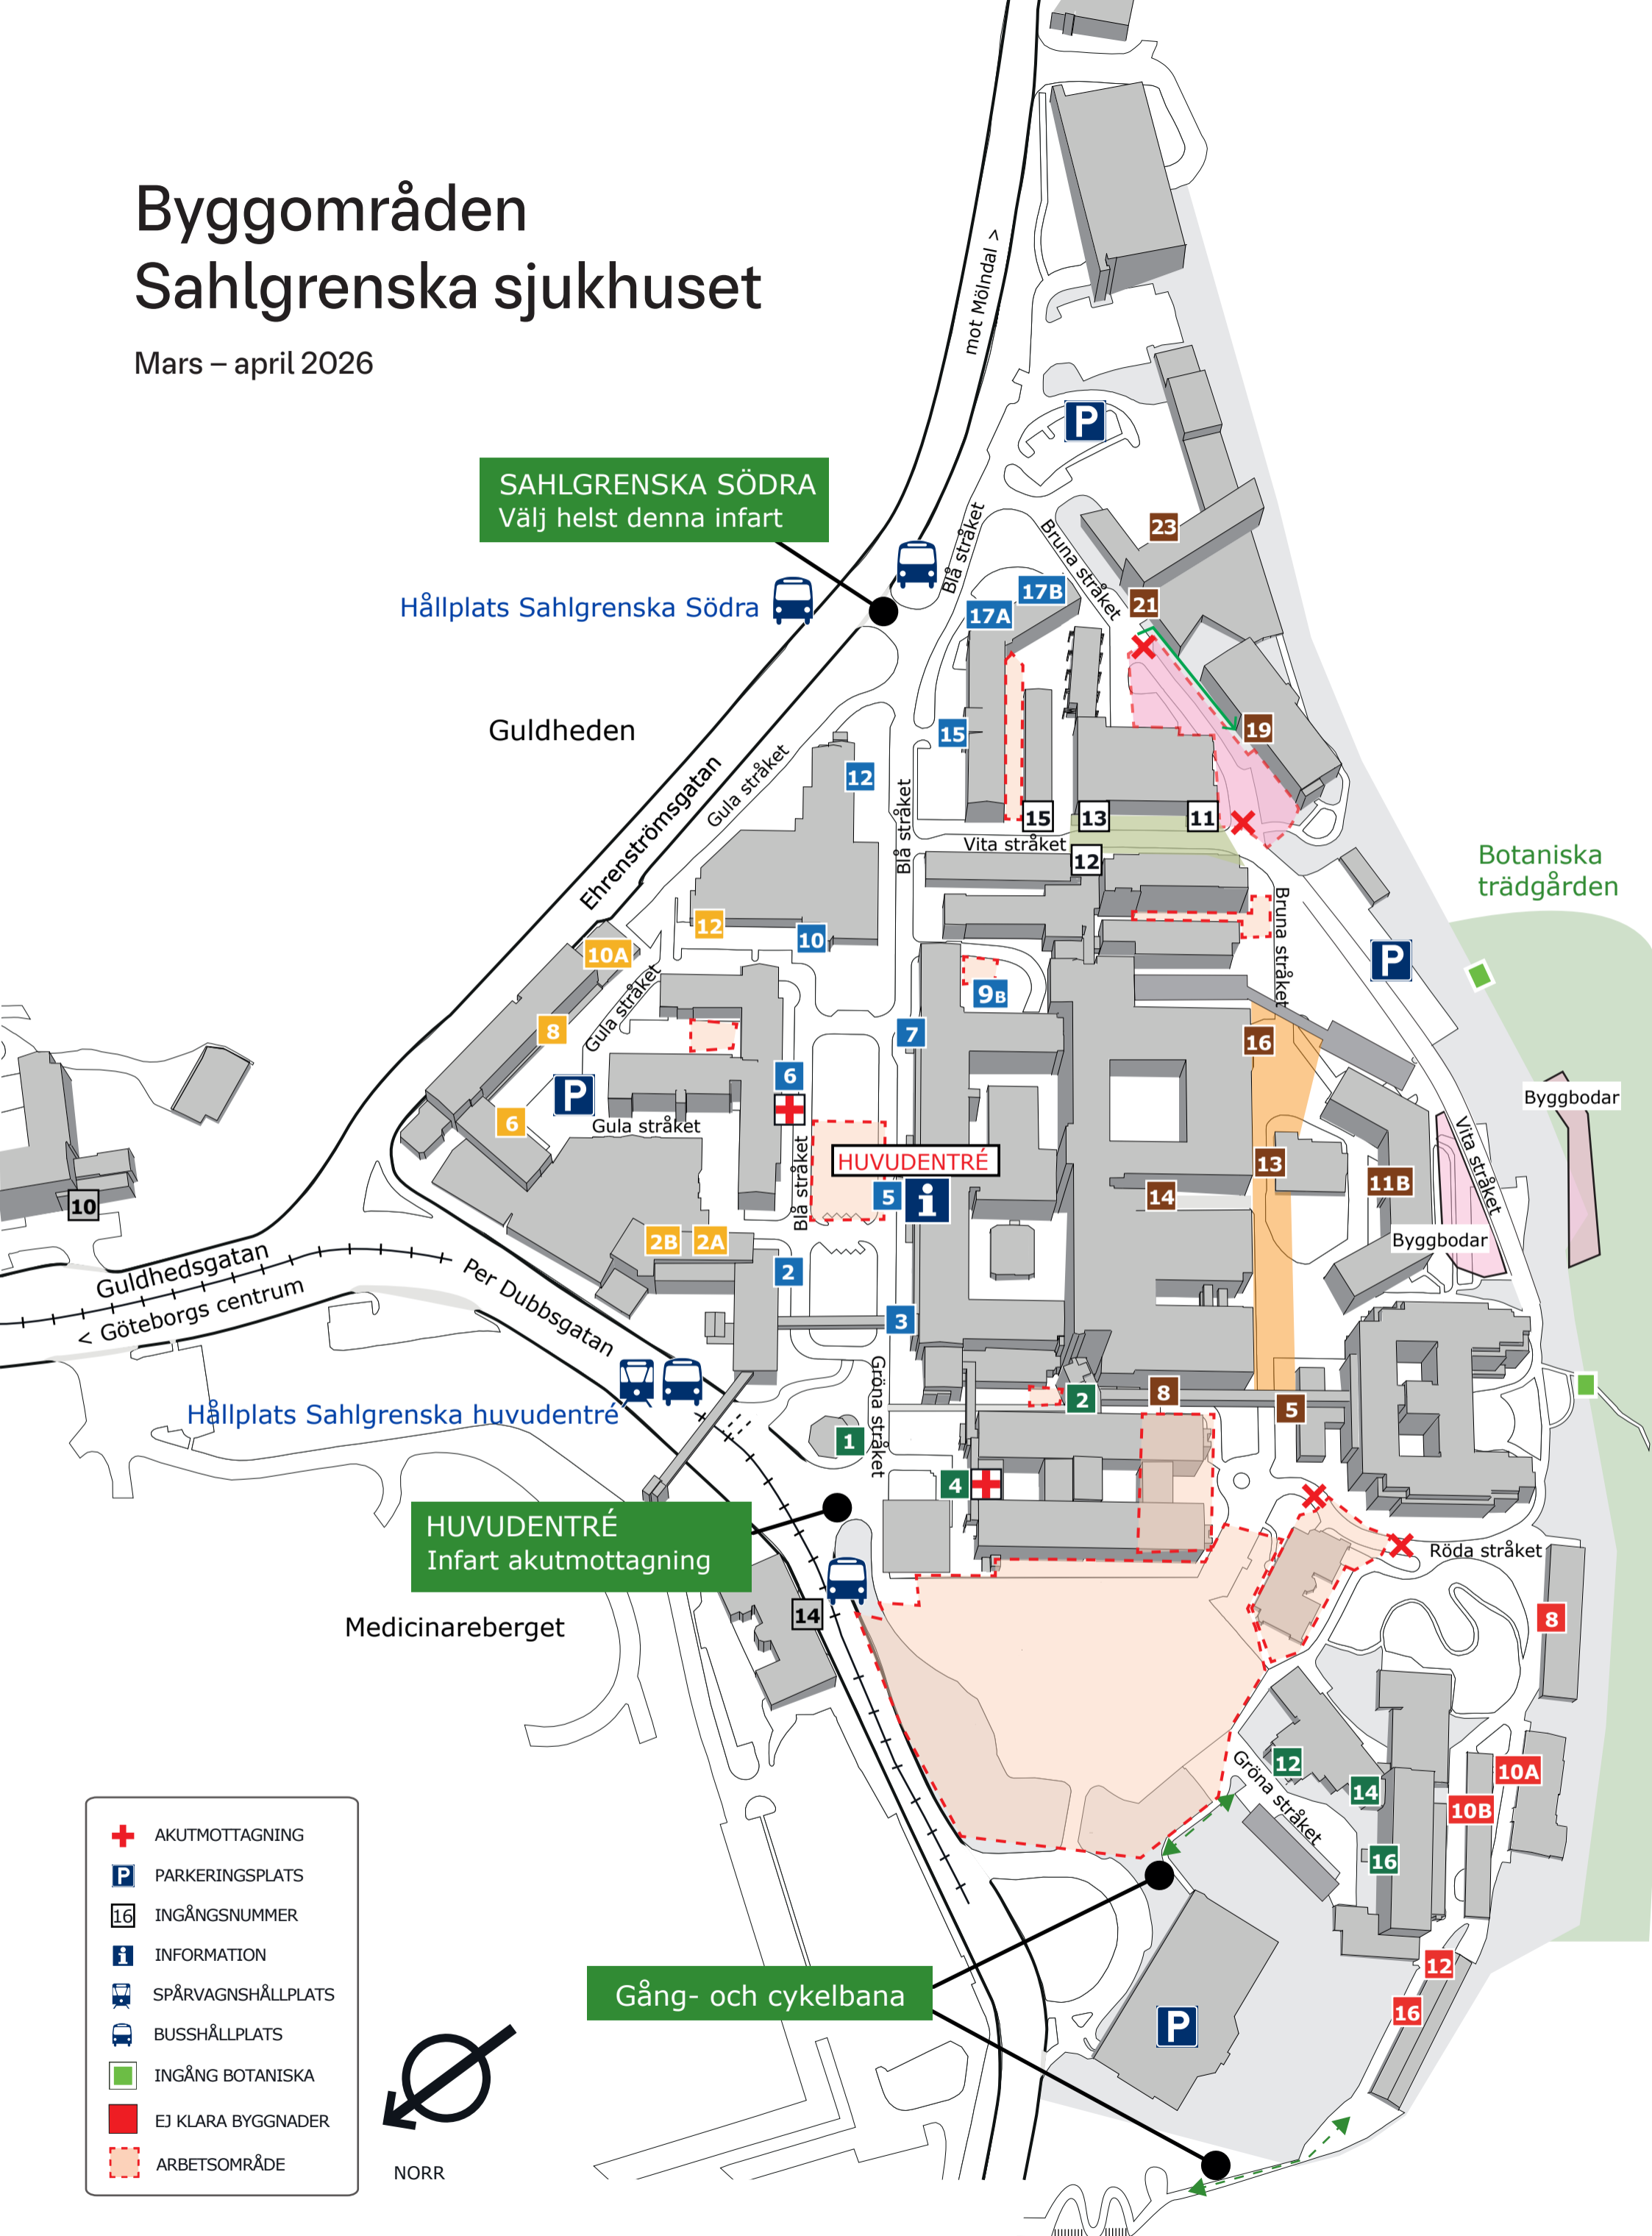 Byggområden
Sahlgrenska sjukhuset
Mars – april 2026
mot Mölndal >
P
SAHLGRENSKA SÖDRA
Välj helst denna infart
Blå stråket
Bruna stråket
23
Hållplats Sahlgrenska Södra
17B
17A
21
Guldheden
15
19
Ehrenströmsgatan
Gula stråket
12
Blå stråket
15
13
11
Vita stråket
12
Botaniska
trädgården
12
10
10A
Bruna stråket
P
9B
Gula stråket
8
7
16
P
6
6
Gula stråket
Byggbodar
Vita stråket
Blå stråket
HUVUDENTRÉ
13
11B
5
i
14
10
2B
2A
Byggbodar
Guldhedsgatan
< Göteborgs centrum
Per Dubbsgatan
2
3
Gröna stråket
Hållplats Sahlgrenska huvudentré
2
8
5
1
4
HUVUDENTRÉ
Infart akutmottagning
Röda stråket
14
Medicinareberget
8
Gröna stråket
12
14
10A
10B
16
12
16
Gång- och cykelbana
P
AKUTMOTTAGNING
P PARKERINGSPLATS
16 INGÅNGSNUMMER
i INFORMATION
SPÅRVAGNSHÅLLPLATS
BUSSHÅLLPLATS
INGÅNG BOTANISKA
EJ KLARA BYGGNADER
ARBETSOMRÅDE
NORR